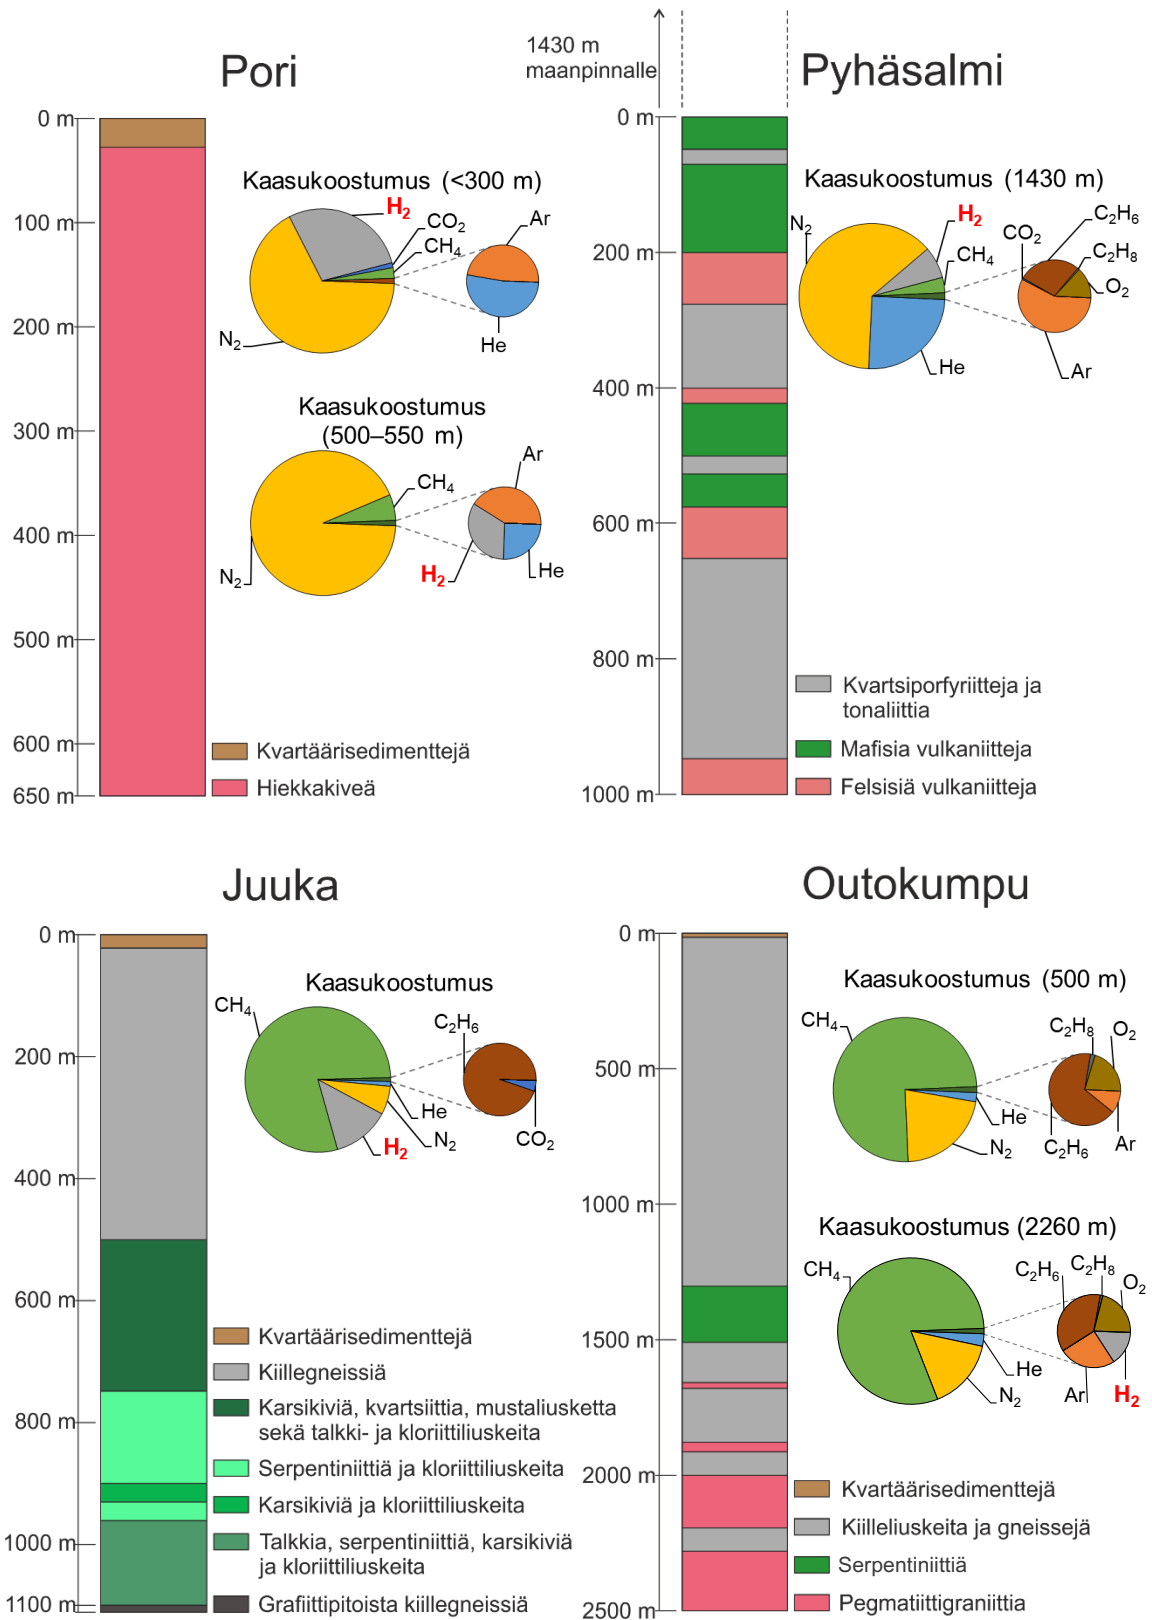 Pori
0 m
100 m
200 m
300 m
400 m
500 m
600 m
650 m
Kaasukoostumus (<300 m)
H₂
CO₂
CH₄
N₂
Ar
He
Kaasukoostumus
(500–550 m)
CH₄
N₂
Ar
H₂
He
Kvartäärisedimenttejä
Hiekkakiveä
1430 m
maanpinnalle
Pyhäsalmi
0 m
200 m
400 m
600 m
800 m
1000 m
Kaasukoostumus (1430 m)
N₂
H₂
CH₄
He
CO₂
C₂H₆
C₂H₈
O₂
Ar
Kvartsiporfyriitteja ja
tonaliittia
Mafisia vulkaniitteja
Felsisiä vulkaniitteja
Juuka
0 m
200 m
400 m
600 m
800 m
1000 m
1100 m
Kaasukoostumus
CH₄
He
N₂
H₂
C₂H₆
CO₂
Kvartäärisedimenttejä
Kiillegneissiä
Karsikiviä, kvartsiittia, mustaliusketta
sekä talkki- ja kloriittiliuskeita
Serpentiniittiä ja kloriittiliuskeita
Karsikiviä ja kloriittiliuskeita
Talkkia, serpentiniittiä, karsikiviä
ja kloriittiliuskeita
Grafiittipitoista kiillegneissiä
Outokumpu
0 m
500 m
1000 m
1500 m
2000 m
2500 m
Kaasukoostumus (500 m)
CH₄
He
N₂
C₂H₈
O₂
C₂H₆
Ar
Kaasukoostumus (2260 m)
CH₄
He
N₂
C₂H₆
C₂H₈
O₂
Ar
H₂
Kvartäärisedimenttejä
Kiilleliuskeita ja gneissejä
Serpentiniittiä
Pegmatiittigraniittia